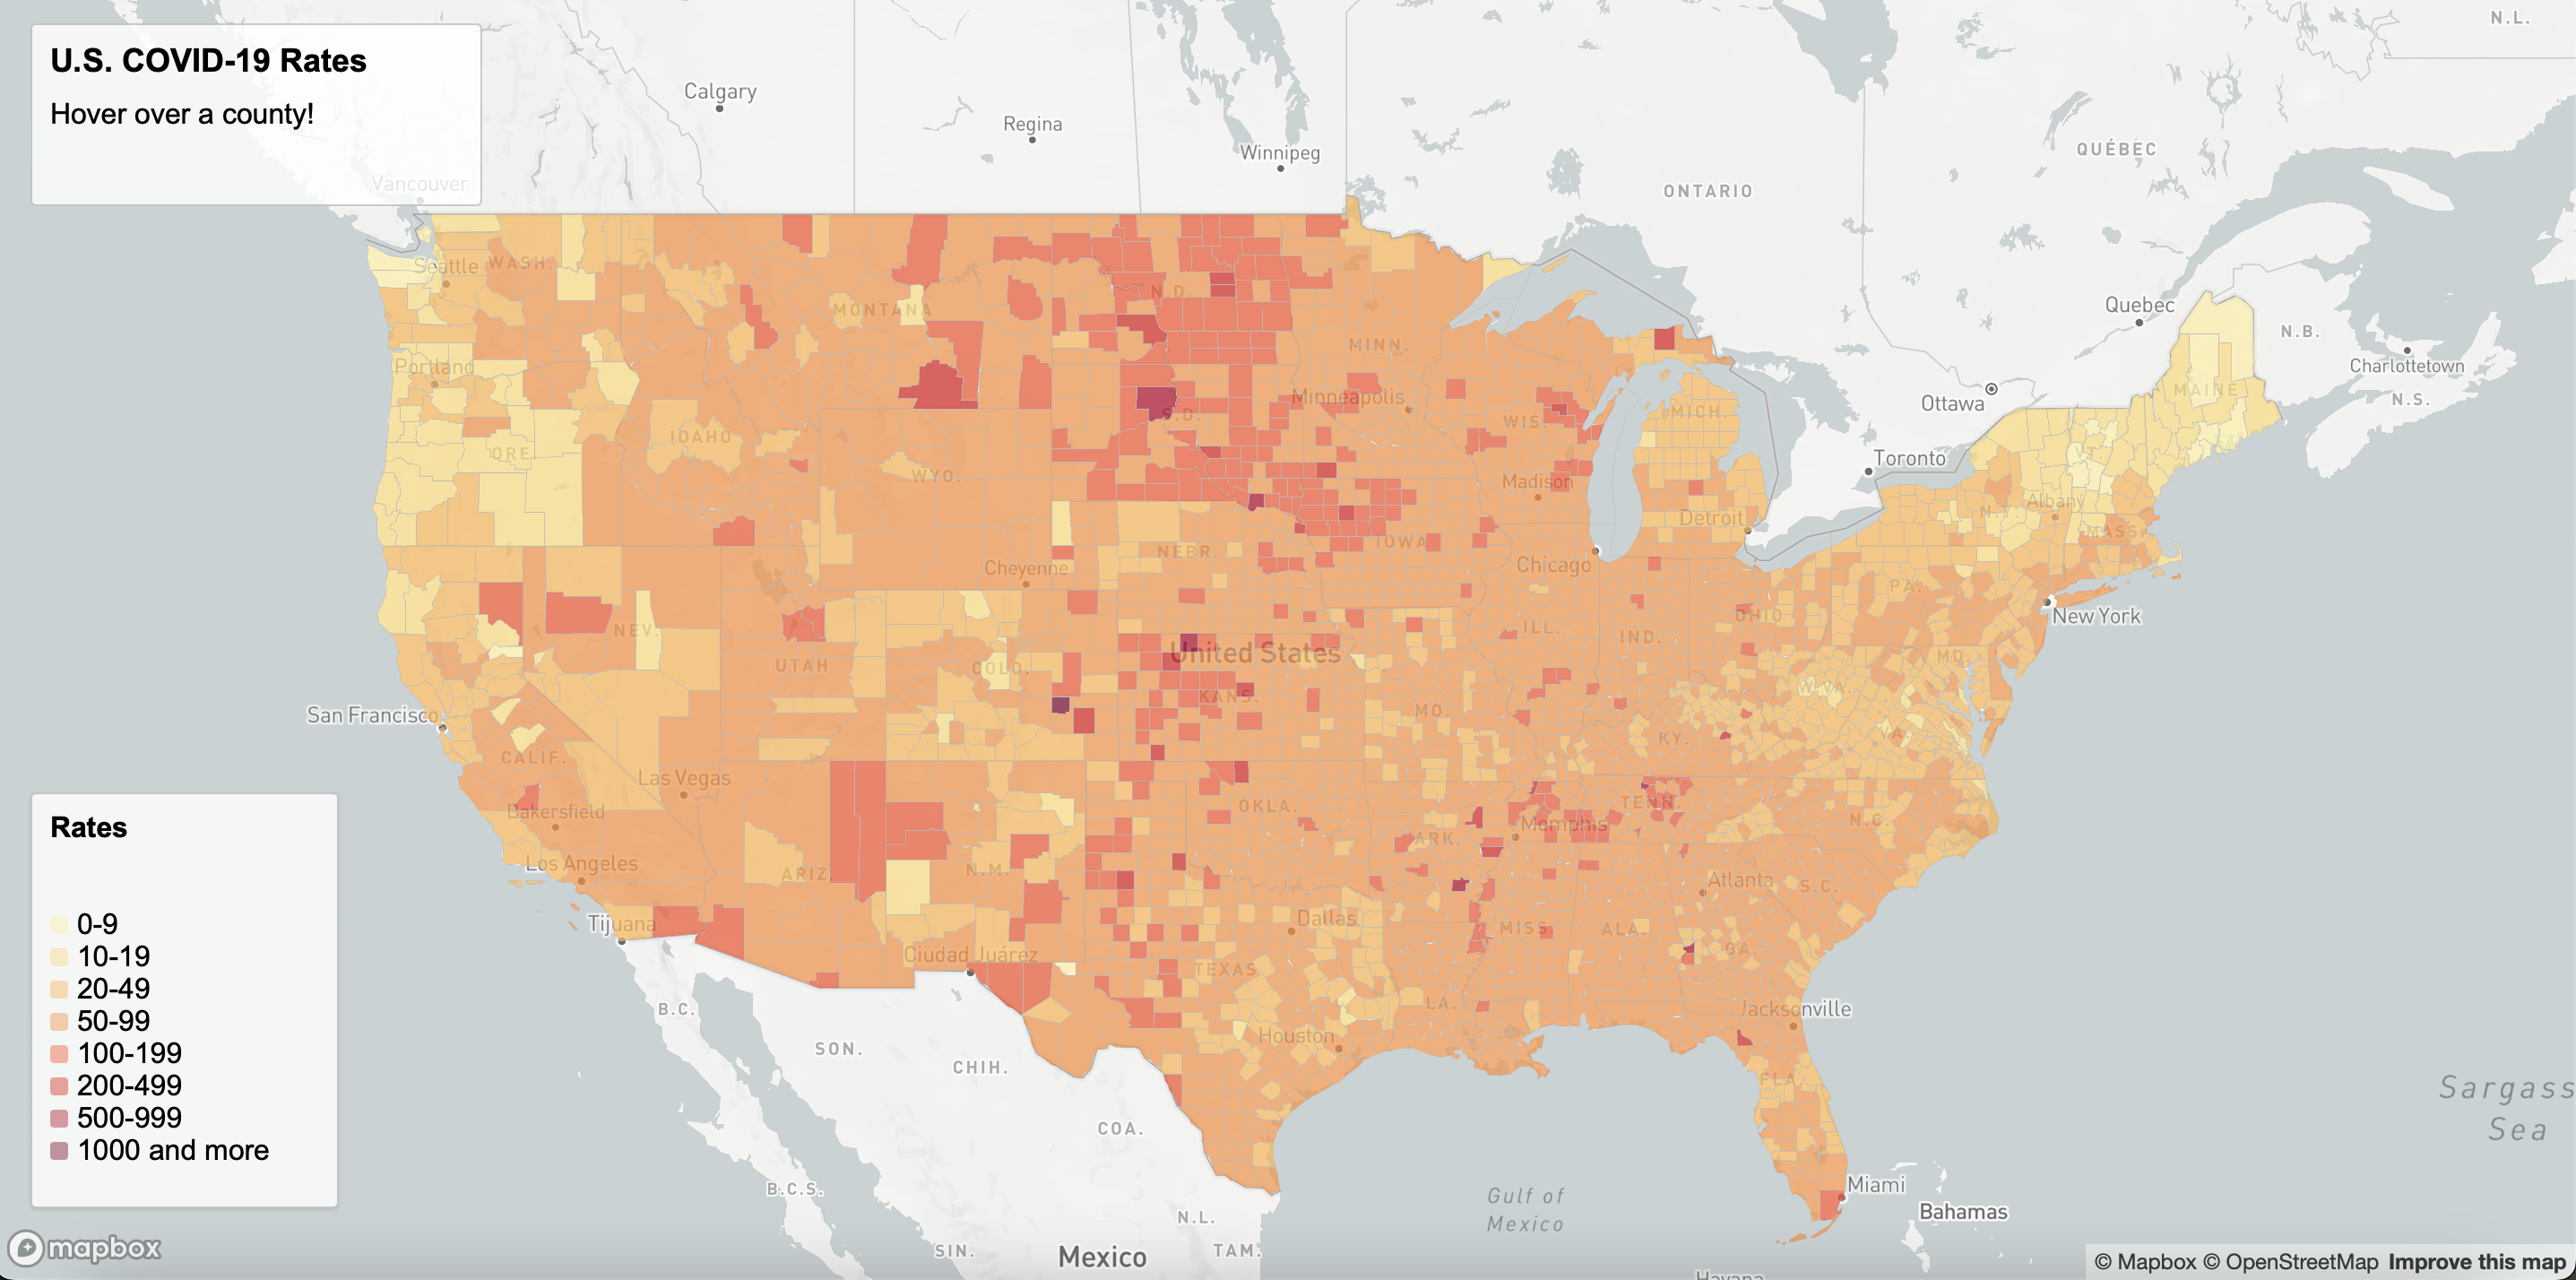 U.S. COVID-19 Rates
Hover over a county!
Vancouver
Calgary
Regina
Winnipeg
ONTARIO
QUÉBEC
N.L.
Quebec
N.B.
Charlottetown
N.S.
Ottawa
Toronto
Seattle
WASH.
MONTANA
N.D.
MINN.
Portland
ORE
IDAHO
WYO.
S.D.
Minneapolis
WIS.
MICH.
MAINE
VT.
Madison
Detroit
N.Y.
Albany
MASS.
Cheyenne
NEBR.
IOWA
Chicago
PA.
New York
NEV.
UTAH
COLO.
United States
KANS.
MO.
ILL.
IND.
OHIO
MD.
W.VA.
VA.
KY.
San Francisco
CALIF.
Las Vegas
Bakersfield
Los Angeles
Tijuana
ARIZ.
N.M.
OKLA.
ARK.
Memphis
TENN.
N.C.
Atlanta
S.C.
Dallas
MISS.
ALA.
GA.
Ciudad Juárez
TEXAS
LA.
Houston
Jacksonville
FLA.
Miami
B.C.
SON.
CHIH.
COA.
B.C.S.
N.L.
SIN.
Mexico
TAM.
Gulf of
Mexico
Bahamas
Sargass
Sea
Havana
Rates
0-9
10-19
20-49
50-99
100-199
200-499
500-999
1000 and more
mapbox
© Mapbox © OpenStreetMap Improve this map